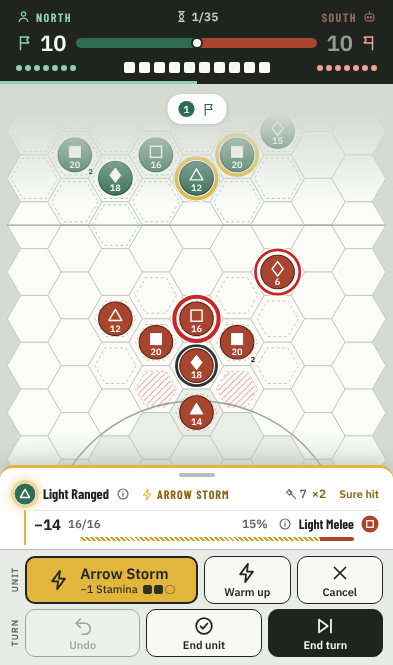 NORTH
1/35
SOUTH
10
10
1
15
20
2
16
20
18
12
6
12
16
20
20
2
18
14
Light Ranged
ARROW STORM
7 ×2
Sure hit
−14 16/16
15%
Light Melee
UNIT
Arrow Storm
−1 Stamina
Warm up
Cancel
TURN
Undo
End unit
End turn